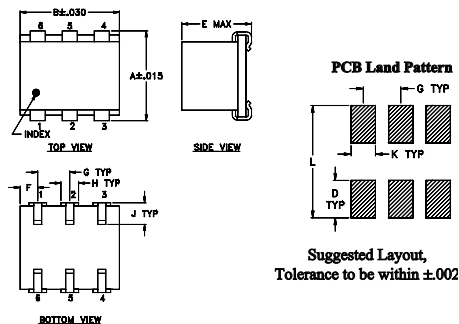 B±.030
6 5 4
A±.015
INDEX
1 2 3
TOP VIEW
E MAX
SIDE VIEW
PCB Land Pattern
G TYP
K TYP
L
D
TYP
Suggested Layout,
Tolerance to be within ±.002
G TYP
H TYP
F
1 2 3
J TYP
6 5 4
BOTTOM VIEW